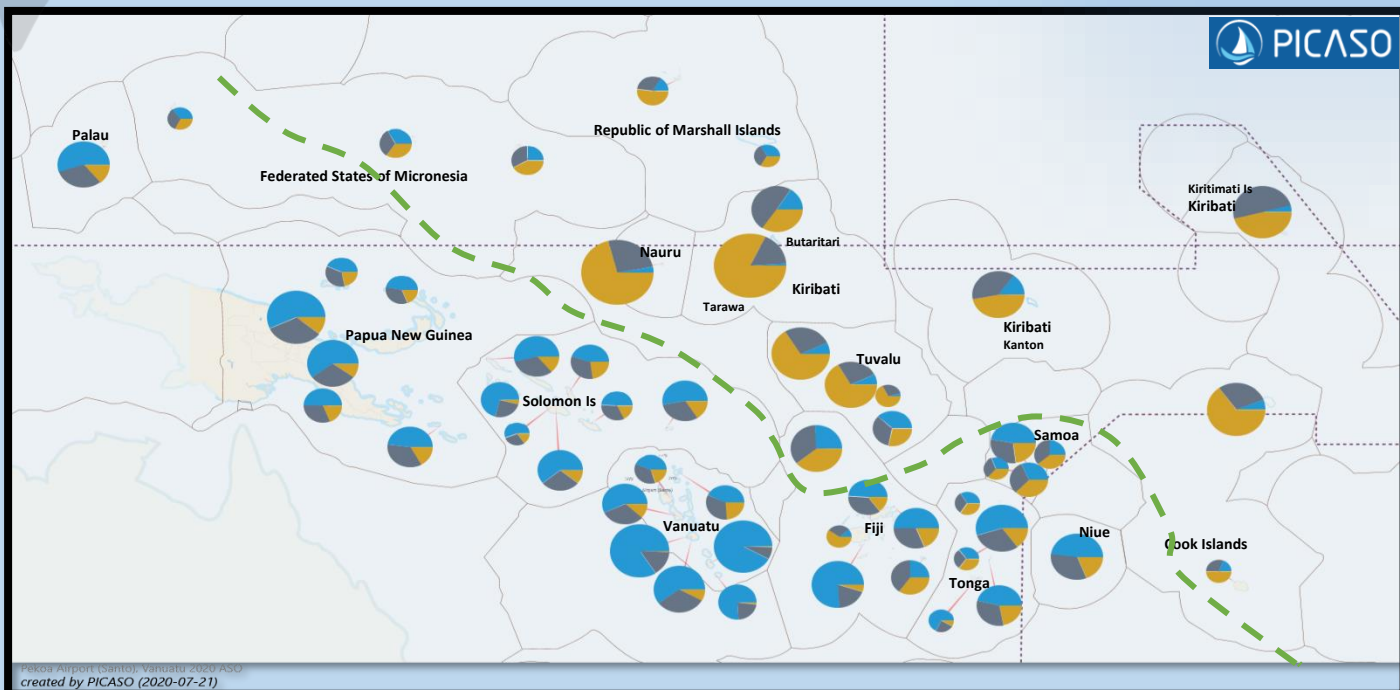 PICASO
Palau
Republic of Marshall Islands
Federated States of Micronesia
Kiritimati Is
Kiribati
Butaritari
Nauru
Kiribati
Tarawa
Papua New Guinea
Kiribati
Kanton
Tuvalu
Solomon Is
Samoa
Vanuatu
Fiji
Niue
Cook Islands
Tonga
Pekoa Airport (Santo), Vanuatu 2020 ASO
created by PICASO (2020-07-21)